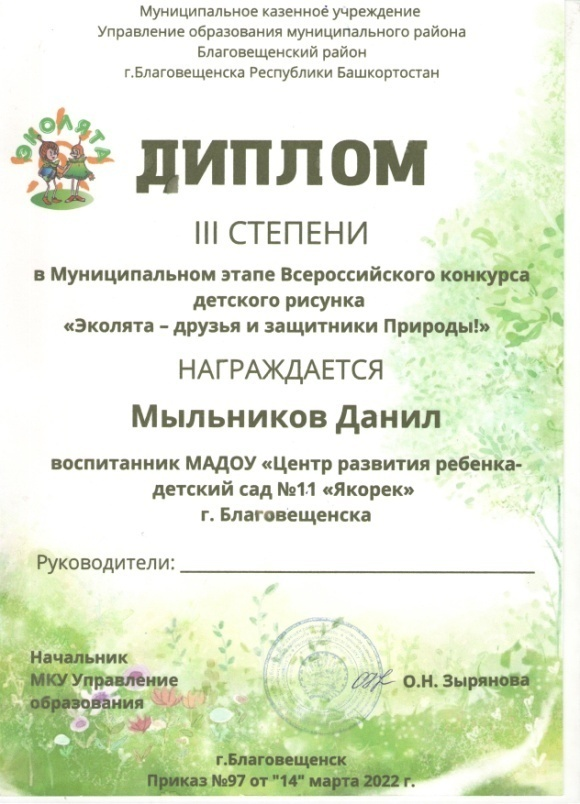 Муниципальное казенное учреждение
Управление образования муниципального района
Благовещенский район
г.Благовещенска Республики Башкортостан
ЭКОЛЯТА
ДИПЛОМ
III СТЕПЕНИ
в Муниципальном этапе Всероссийского конкурса
детского рисунка
«Эколята – друзья и защитники Природы!»
НАГРАЖДАЕТСЯ
Мыльников Данил
воспитанник МАДОУ «Центр развития ребенка-
детский сад №11 «Якорек»
г. Благовещенска
Руководители:
Начальник
МКУ Управление
образования
О.Н. Зырянова
г.Благовещенск
Приказ №97 от "14" марта 2022 г.